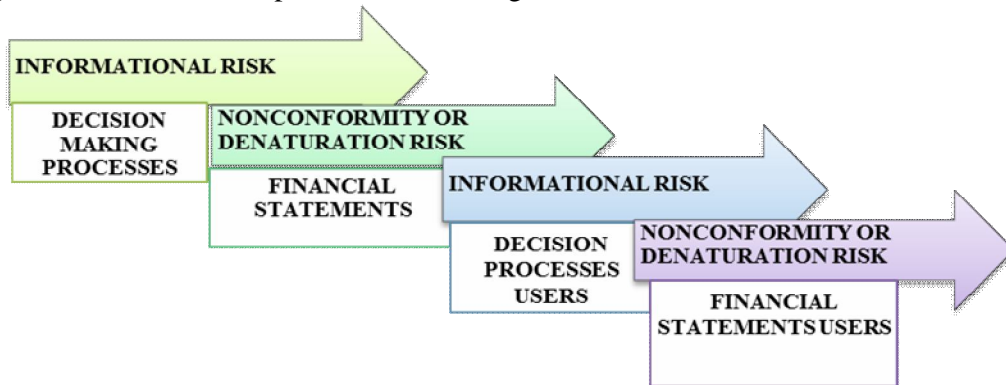 INFORMATIONAL RISK
DECISION
MAKING
PROCESSES
NONCONFORMITY OR
DENATURATION RISK
FINANCIAL
STATEMENTS
INFORMATIONAL RISK
DECISION
PROCESSES
USERS
NONCONFORMITY OR
DENATURATION RISK
FINANCIAL
STATEMENTS USERS